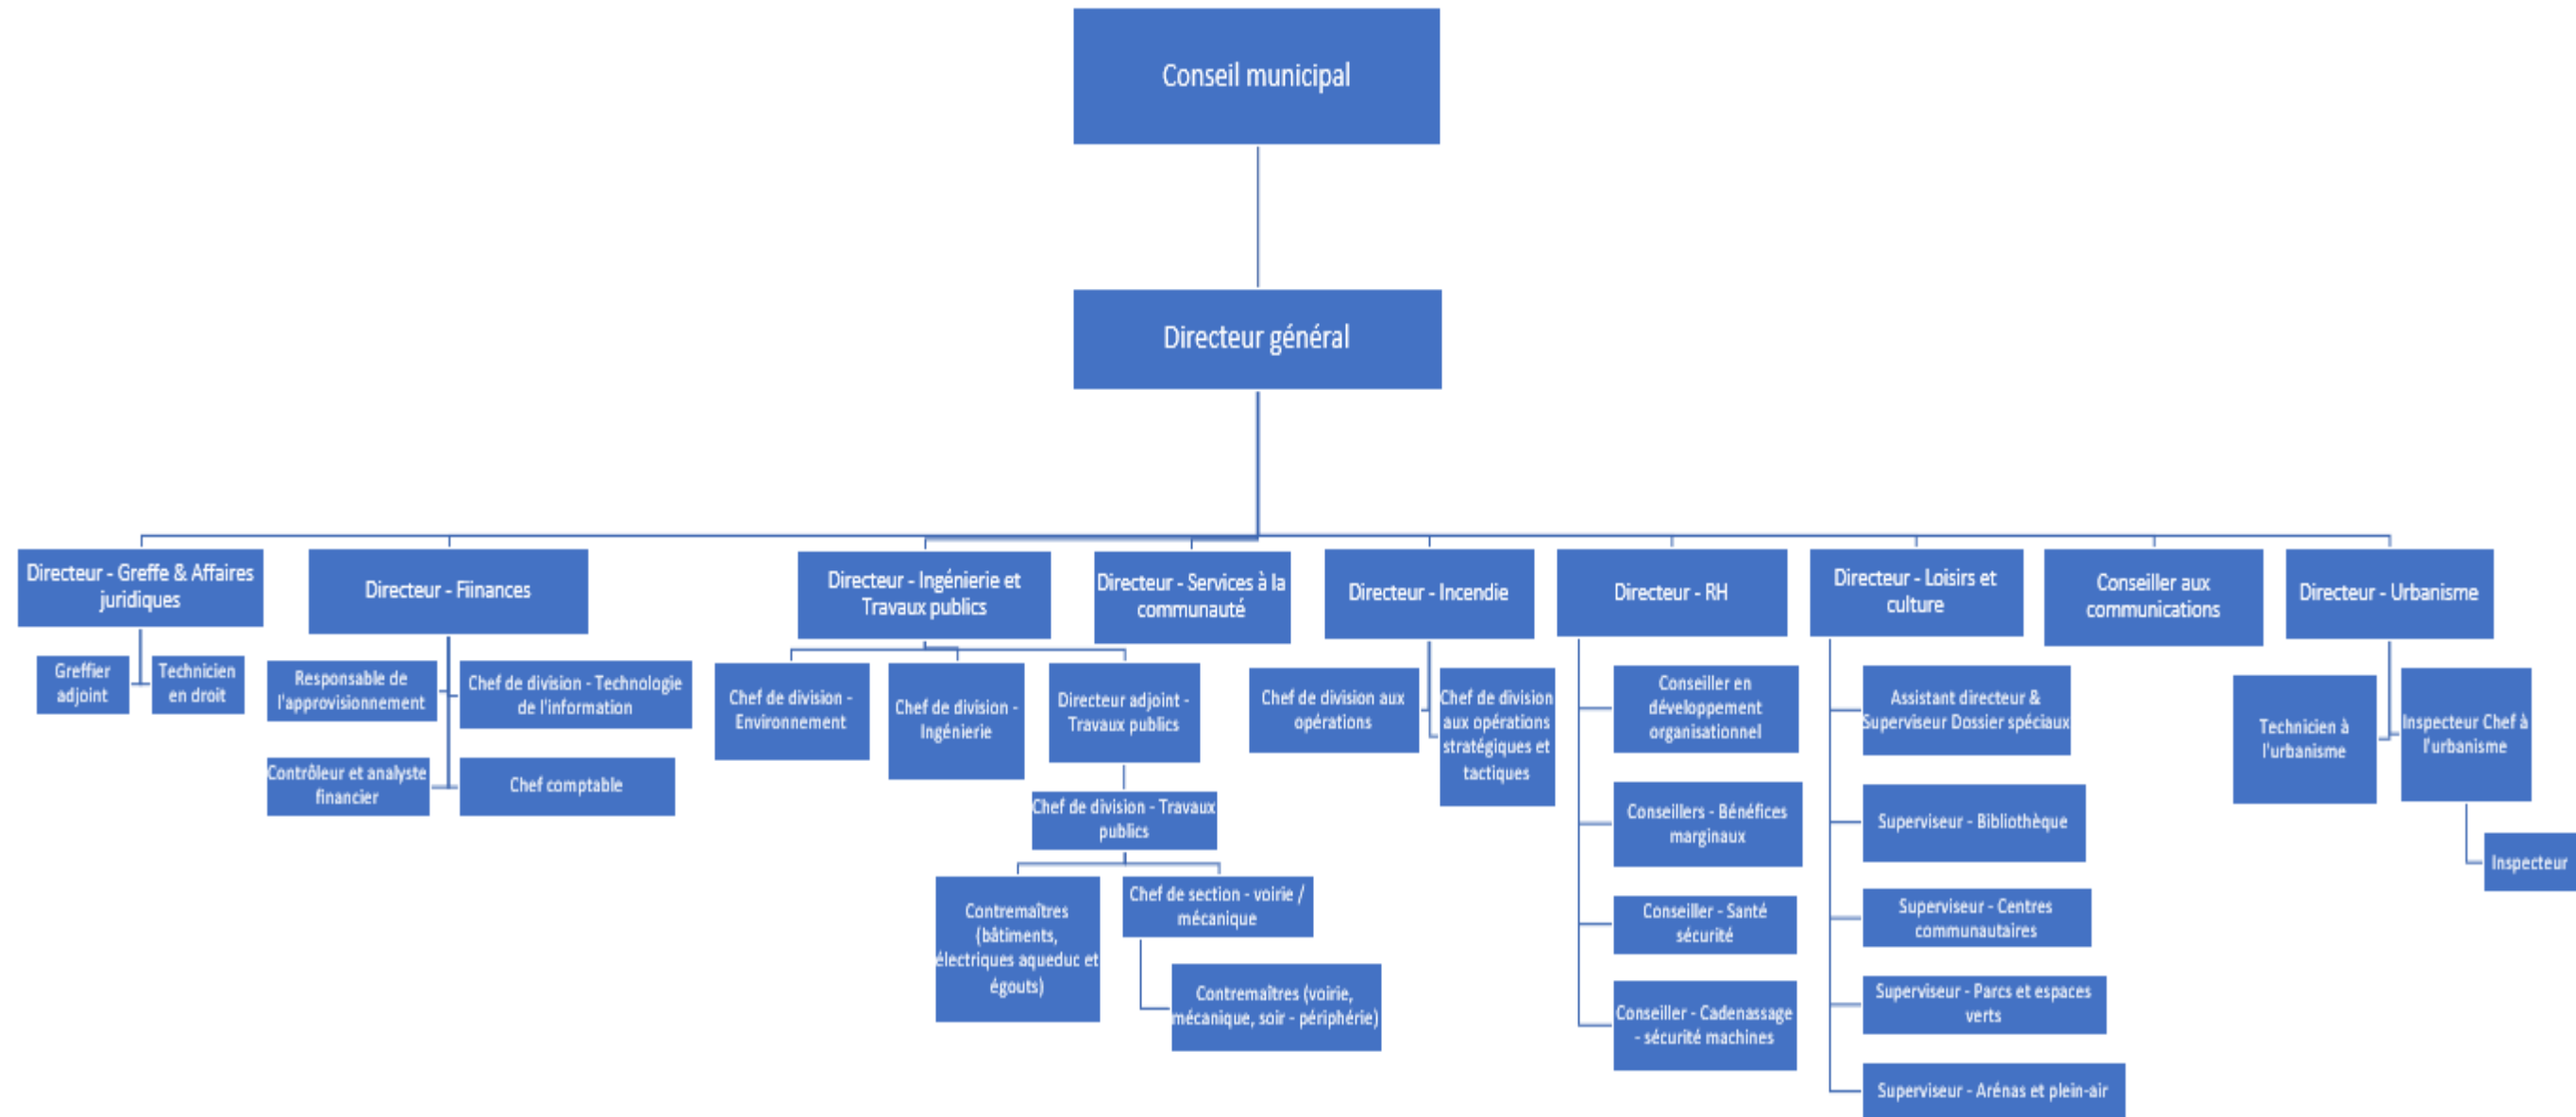 Conseil municipal
Directeur général
Directeur - Greffe & Affaires
juridiques
Directeur - Fiinances
Directeur - Ingénierie et
Travaux publics
Directeur - Services à la
communauté
Directeur - Incendie
Directeur - RH
Directeur - Loisirs et
culture
Conseiller aux
communications
Directeur - Urbanisme
Greffier
adjoint
Technicien
en droit
Responsable de
l'approvisionnement
Chef de division - Technologie
de l'information
Contrôleur et analyste
financier
Chef comptable
Chef de division -
Environnement
Chef de division -
Ingénierie
Directeur adjoint -
Travaux publics
Chef de division - Travaux
publics
Contremaîtres
(bâtiments,
électriques aqueduc et
égouts)
Chef de section - voirie /
mécanique
Contremaîtres (voirie,
mécanique, soir - périphérie)
Chef de division aux
opérations
Chef de division
aux opérations
stratégiques et
tactiques
Conseiller en
développement
organisationnel
Conseillers - Bénéfices
marginaux
Conseiller - Santé
sécurité
Conseiller - Cadenassage
- sécurité machines
Assistant directeur &
Superviseur Dossier spéciaux
Superviseur - Bibliothèque
Superviseur - Centres
communautaires
Superviseur - Parcs et espaces
verts
Superviseur - Arénas et plein-air
Technicien à
l'urbanisme
Inspecteur Chef à
l'urbanisme
Inspecteur